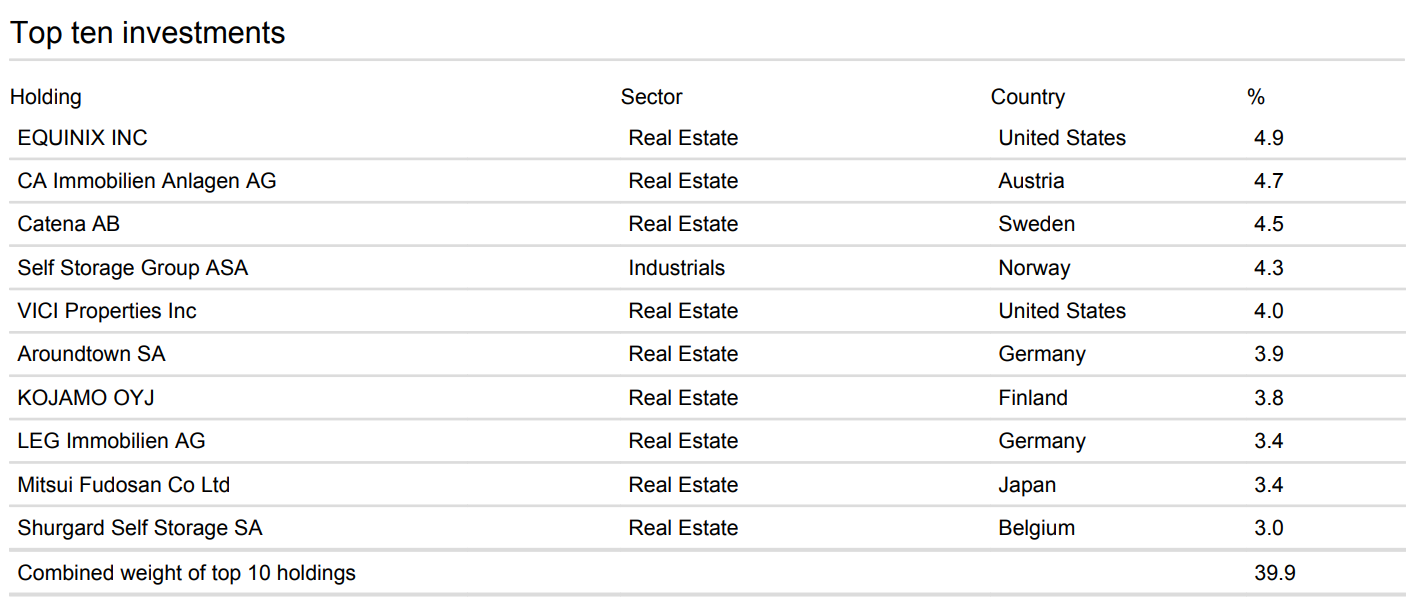 Top ten investments
Holding Sector Country %
EQUINIX INC Real Estate United States 4.9
CA Immobilien Anlagen AG Real Estate Austria 4.7
Catena AB Real Estate Sweden 4.5
Self Storage Group ASA Industrials Norway 4.3
VICI Properties Inc Real Estate United States 4.0
Aroundtown SA Real Estate Germany 3.9
KOJAMO OYJ Real Estate Finland 3.8
LEG Immobilien AG Real Estate Germany 3.4
Mitsui Fudosan Co Ltd Real Estate Japan 3.4
Shurgard Self Storage SA Real Estate Belgium 3.0
Combined weight of top 10 holdings 39.9